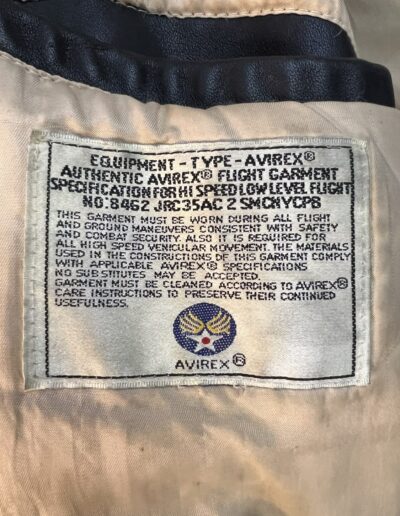 EQUIPMENT - TYPE - AVIREX®
AUTHENTIC AVIREX® FLIGHT GARMENT
SPECIFICATION FOR HI SPEED LOW LEVEL FLIGHT
NO: 8462 JRC35AC 2 SMCNYCPB
THIS GARMENT MUST BE WORN DURING ALL FLIGHT
AND GROUND MANEUVERS CONSISTENT WITH SAFETY
AND COMBAT SECURITY. ALSO IT IS REQUIRED FOR
ALL HIGH SPEED VEHICULAR MOVEMENT. THE MATERIALS
USED IN THE CONSTRUCTIONS OF THIS GARMENT COMPLY
WITH APPLICABLE AVIREX® SPECIFICATIONS
NO SUBSTITUTES MAY BE ACCEPTED.
GARMENT MUST BE CLEANED ACCORDING TO AVIREX®
CARE INSTRUCTIONS TO PRESERVE THEIR CONTINUED
USEFULNESS.
AVIREX®